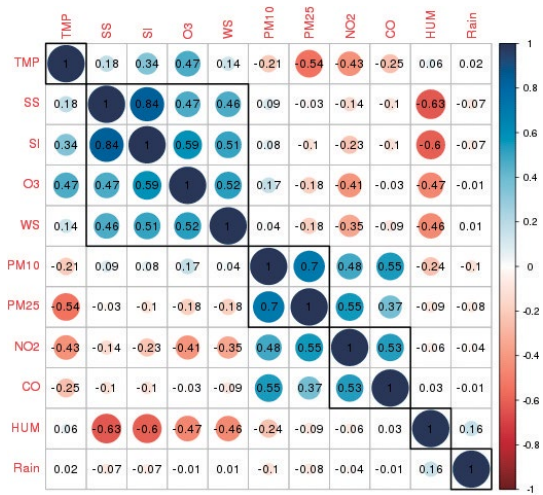 TMP SS SI O3 WS PM10 PM25 NO2 CO HUM Rain
TMP 1 0.18 0.34 0.47 0.14 -0.21 -0.54 -0.43 -0.25 0.06 0.02
SS 0.18 1 0.84 0.47 0.46 0.09 -0.03 -0.14 -0.1 -0.63 -0.07
SI 0.34 0.84 1 0.59 0.51 0.08 -0.1 -0.23 -0.1 -0.6 -0.07
O3 0.47 0.47 0.59 1 0.52 0.17 -0.18 -0.41 -0.03 -0.47 -0.01
WS 0.14 0.46 0.51 0.52 1 0.04 -0.18 -0.35 -0.09 -0.46 0.01
PM10 -0.21 0.09 0.08 0.17 0.04 1 0.7 0.48 0.55 -0.24 -0.1
PM25 -0.54 -0.03 -0.1 -0.18 -0.18 0.7 1 0.55 0.37 -0.09 -0.08
NO2 -0.43 -0.14 -0.23 -0.41 -0.35 0.48 0.55 1 0.53 -0.06 -0.04
CO -0.25 -0.1 -0.1 -0.03 -0.09 0.55 0.37 0.53 1 0.03 -0.01
HUM 0.06 -0.63 -0.6 -0.47 -0.46 -0.24 -0.09 -0.06 0.03 1 0.16
Rain 0.02 -0.07 -0.07 -0.01 0.01 -0.1 -0.08 -0.04 -0.01 0.16 1
1
0.8
0.6
0.4
0.2
0
-0.2
-0.4
-0.6
-0.8
-1